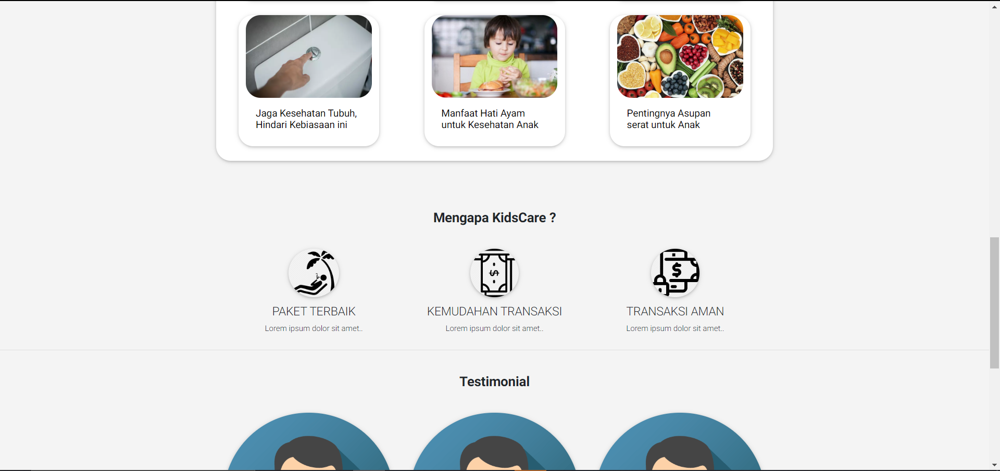 Jaga Kesehatan Tubuh,
Hindari Kebiasaan ini
Manfaat Hati Ayam
untuk Kesehatan Anak
Pentingnya Asupan
serat untuk Anak
Mengapa KidsCare ?
PAKET TERBAIK
Lorem ipsum dolor sit amet..
KEMUDAHAN TRANSAKSI
Lorem ipsum dolor sit amet..
TRANSAKSI AMAN
Lorem ipsum dolor sit amet..
Testimonial